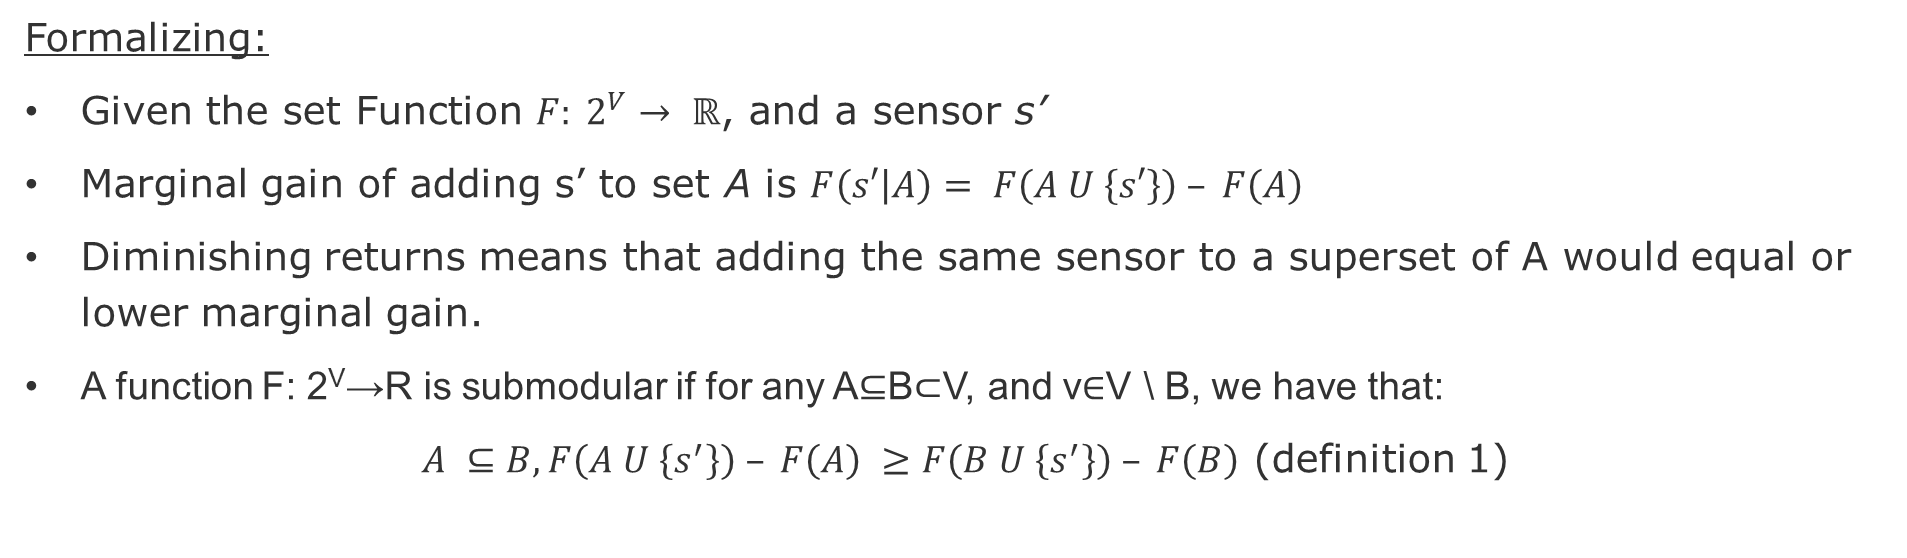 Formalizing:
• Given the set Function F: 2^V → ℝ, and a sensor s′
• Marginal gain of adding s’ to set A is F(s′|A) = F(A U {s′}) – F(A)
• Diminishing returns means that adding the same sensor to a superset of A would equal or
lower marginal gain.
• A function F: 2^V→R is submodular if for any A⊆B⊂V, and v∈V \ B, we have that:
A ⊆ B, F(A U {s′}) – F(A) ≥ F(B U {s′}) – F(B) (definition 1)